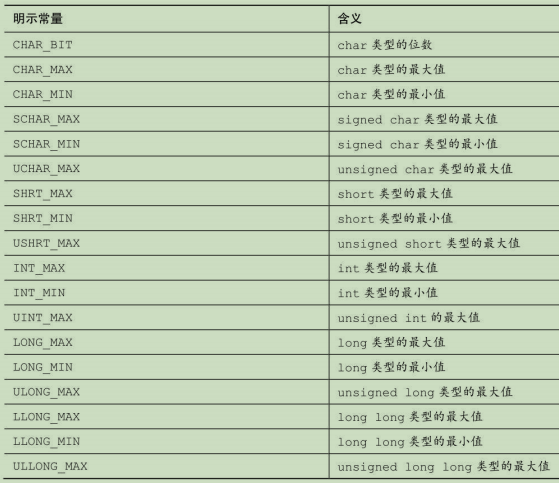 明示常量 含义
CHAR_BIT char 类型的位数
CHAR_MAX char 类型的最大值
CHAR_MIN char 类型的最小值
SCHAR_MAX signed char 类型的最大值
SCHAR_MIN signed char 类型的最小值
UCHAR_MAX unsigned char 类型的最大值
SHRT_MAX short 类型的最大值
SHRT_MIN short 类型的最小值
USHRT_MAX unsigned short 类型的最大值
INT_MAX int 类型的最大值
INT_MIN int 类型的最小值
UINT_MAX unsigned int 的最大值
LONG_MAX long 类型的最大值
LONG_MIN long 类型的最小值
ULONG_MAX unsigned long 类型的最大值
LLONG_MAX long long 类型的最大值
LLONG_MIN long long 类型的最小值
ULLONG_MAX unsigned long long 类型的最大值